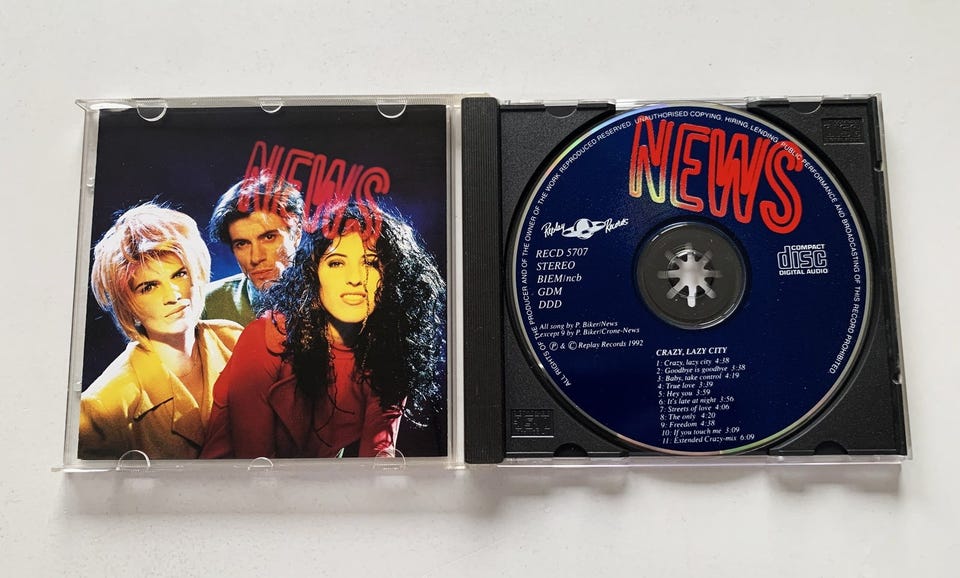 NEWS
NEWS
ALL RIGHTS OF THE PRODUCER AND OF THE OWNER OF THE WORK REPRODUCED RESERVED. UNAUTHORISED COPYING, HIRING, LENDING, PUBLIC PERFORMANCE AND BROADCASTING OF THIS RECORD PROHIBITED
Replay Records
COMPACT
disc
DIGITAL AUDIO
RECD 5707
STEREO
BIEM/ncb
GDM
DDD
All song by P. Biker/News
except 9 by P. Biker/Crone-News
Ⓟ & © Replay Records 1992
CRAZY, LAZY CITY
1: Crazy, lazy city 4:38
2: Goodbye is goodbye 3:38
3: Baby, take control 4:19
4: True love 3:39
5: Hey you 3:59
6: It's late at night 3:56
7: Streets of love 4:06
8: The only 4:20
9: Freedom 4:38
10: If you touch me 3:09
11: Extended Crazy-mix 6:09